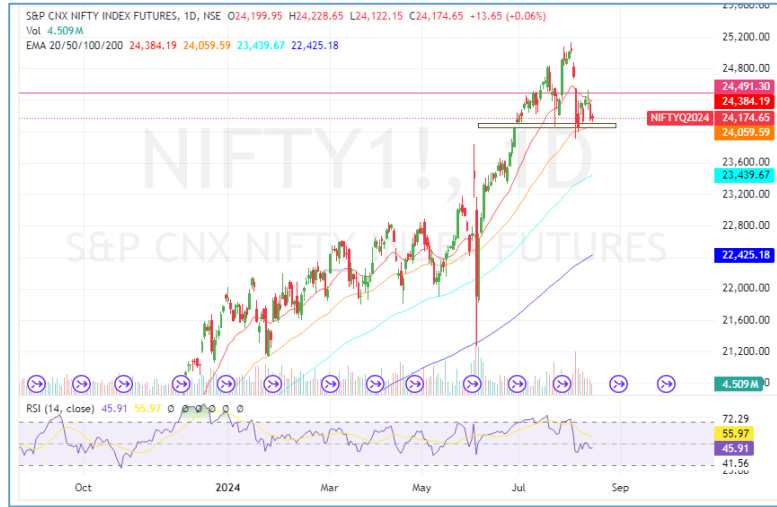 S&P CNX NIFTY INDEX FUTURES, 1D, NSE O24,199.95 H24,228.65 L24,122.15 C24,174.65 +13.65 (+0.06%)
Vol 4.509M
EMA 20/50/100/200 24,384.19 24,059.59 23,439.67 22,425.18
25,200.00
24,800.00
24,491.30
24,384.19
NIFTYQ2024 24,174.65
24,059.59
23,600.00
23,439.67
23,200.00
22,800.00
22,425.18
22,000.00
21,600.00
21,200.00
4.509M
NIFTY1!, 1D
S&P CNX NIFTY INDEX FUTURES
RSI (14, close) 45.91 55.97 Ø Ø Ø Ø Ø Ø
72.29
55.97
45.91
41.56
Oct 2024 Mar May Jul Sep